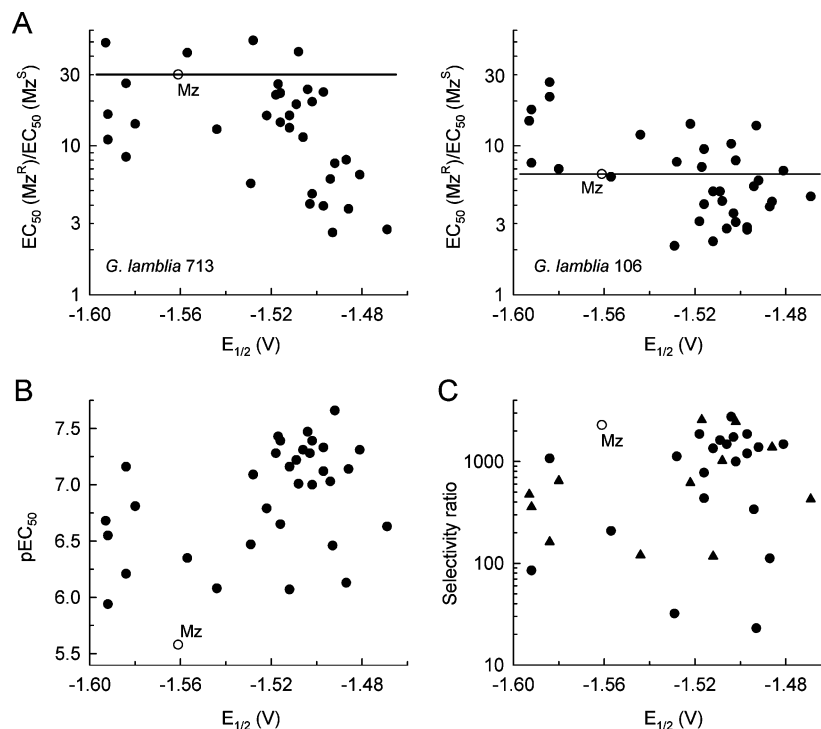 A
EC50 (MzR)/EC50 (MzS)
30
10
3
1
Mz
G. lamblia 713
-1.60 -1.56 -1.52 -1.48
E1/2 (V)
EC50 (MzR)/EC50 (MzS)
30
10
3
1
Mz
G. lamblia 106
-1.60 -1.56 -1.52 -1.48
E1/2 (V)
B
pEC50
7.5
7.0
6.5
6.0
5.5
Mz
-1.60 -1.56 -1.52 -1.48
E1/2 (V)
C
Selectivity ratio
1000
100
10
Mz
-1.60 -1.56 -1.52 -1.48
E1/2 (V)